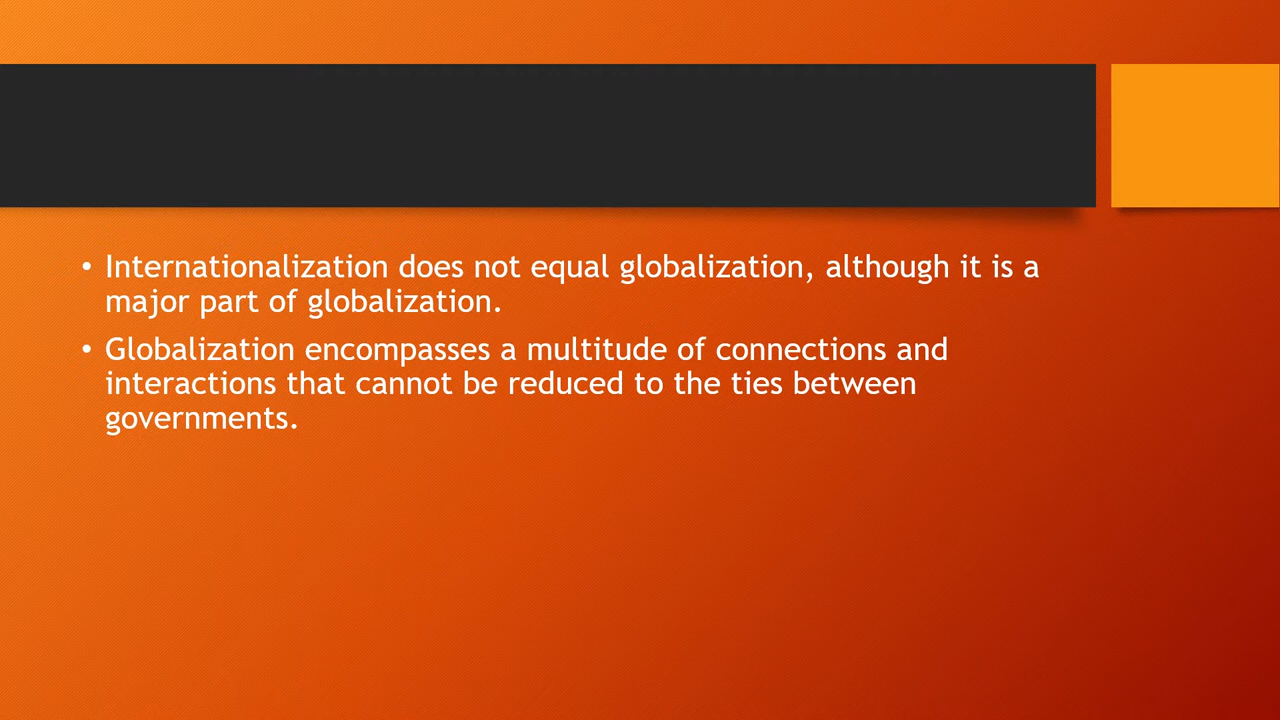 • Internationalization does not equal globalization, although it is a
major part of globalization.
• Globalization encompasses a multitude of connections and
interactions that cannot be reduced to the ties between
governments.